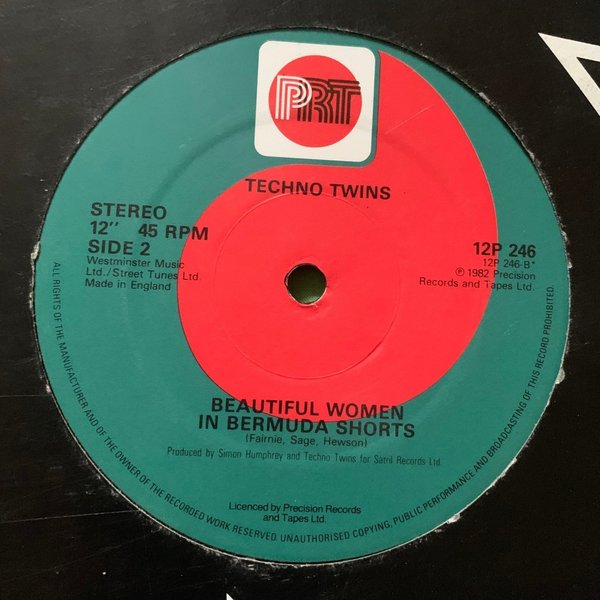 PRT
TECHNO TWINS
STEREO
12" 45 RPM
SIDE 2
Westminster Music
Ltd./Street Tunes Ltd.
Made in England
12P 246
12P 246-B*
℗ 1982 Precision
Records and Tapes Ltd.
BEAUTIFUL WOMEN
IN BERMUDA SHORTS
(Fairnie, Sage, Hewson)
Produced by Simon Humphrey and Techno Twins for Satril Records Ltd.
Licenced by Precision Records
and Tapes Ltd.
ALL RIGHTS OF THE MANUFACTURER AND OF THE OWNER OF THE RECORDED WORK RESERVED. UNAUTHORISED COPYING, PUBLIC PERFORMANCE AND BROADCASTING OF THIS RECORD PROHIBITED.